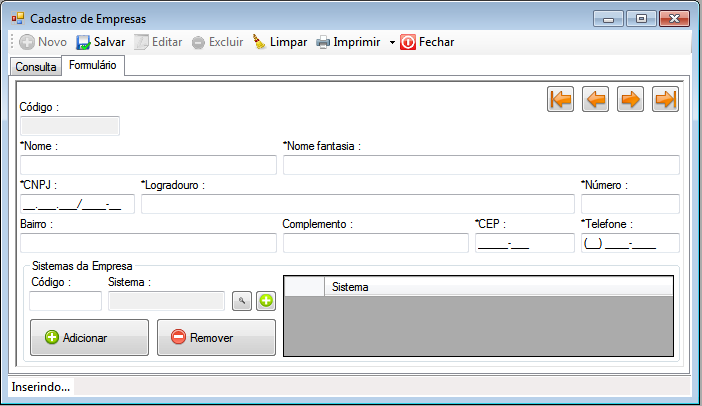 Cadastro de Empresas
Novo Salvar Editar Excluir Limpar Imprimir Fechar
Consulta Formulário
Código :
*Nome : *Nome fantasia :
*CNPJ : *Logradouro : *Número :
__.___.___/____-__
Bairro : Complemento : *CEP : *Telefone :
_____-___ (__) ____-____
Sistemas da Empresa
Código : Sistema : Sistema
Adicionar Remover
Inserindo...